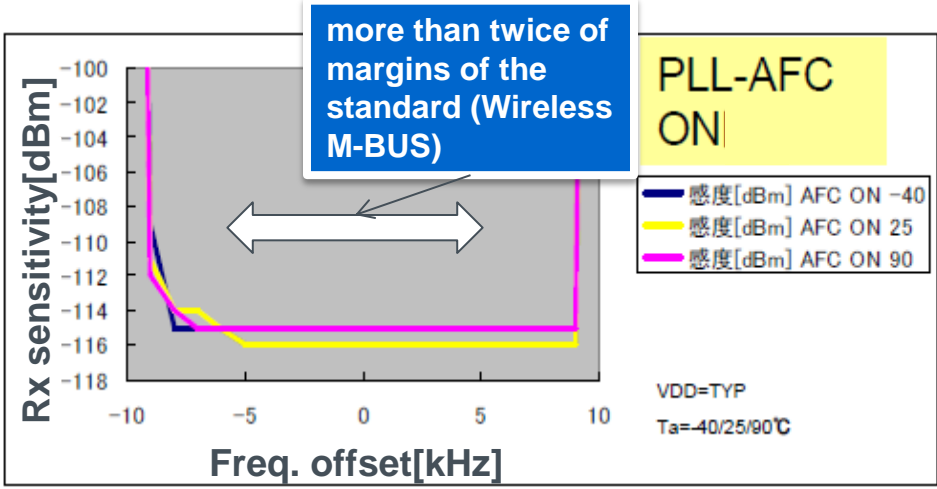 more than twice of
margins of the
standard (Wireless
M-BUS)
PLL-AFC
ON
Rx sensitivity[dBm]
-100
-102
-104
-106
-108
-110
-112
-114
-116
-118
-10 -5 0 5 10
Freq. offset[kHz]
感度[dBm] AFC ON -40
感度[dBm] AFC ON 25
感度[dBm] AFC ON 90
VDD=TYP
Ta=-40/25/90℃